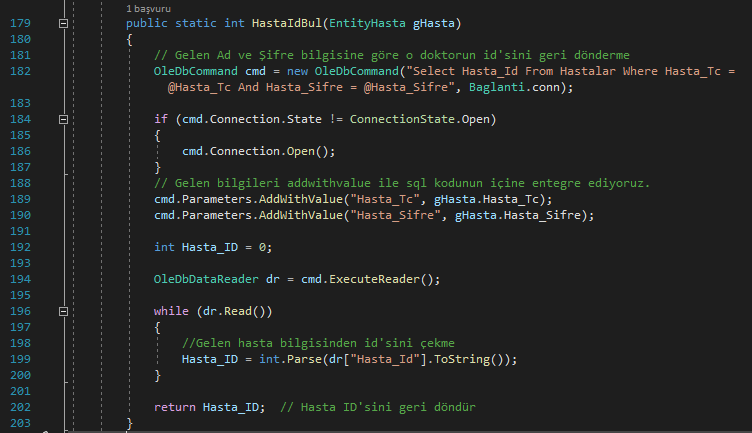 1 başvuru
179 public static int HastaIdBul(EntityHasta gHasta)
180 {
181 // Gelen Ad ve Şifre bilgisine göre o doktorun id'sini geri dönderme
182 OleDbCommand cmd = new OleDbCommand("Select Hasta_Id From Hastalar Where Hasta_Tc =
@Hasta_Tc And Hasta_Sifre = @Hasta_Sifre", Baglanti.conn);
183
184 if (cmd.Connection.State != ConnectionState.Open)
185 {
186 cmd.Connection.Open();
187 }
188 // Gelen bilgileri addwithvalue ile sql kodunun içine entegre ediyoruz.
189 cmd.Parameters.AddWithValue("Hasta_Tc", gHasta.Hasta_Tc);
190 cmd.Parameters.AddWithValue("Hasta_Sifre", gHasta.Hasta_Sifre);
191
192 int Hasta_ID = 0;
193
194 OleDbDataReader dr = cmd.ExecuteReader();
195
196 while (dr.Read())
197 {
198 //Gelen hasta bilgisinden id'sini çekme
199 Hasta_ID = int.Parse(dr["Hasta_Id"].ToString());
200 }
201
202 return Hasta_ID; // Hasta ID'sini geri döndür
203 }